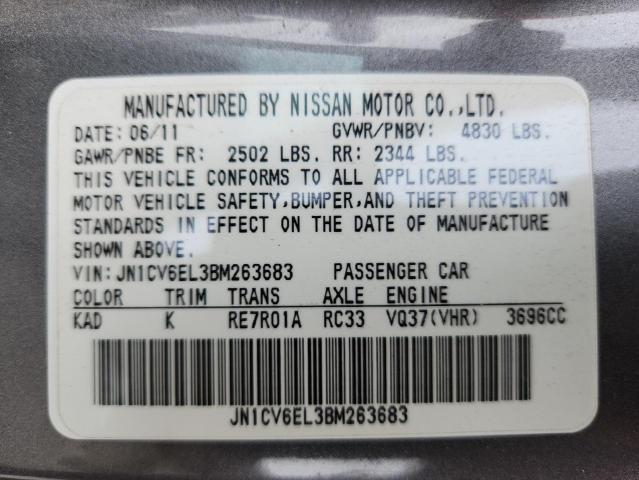 MANUFACTURED BY NISSAN MOTOR CO.,LTD.
DATE: 06/11 GVWR/PNBV: 4830 LBS.
GAWR/PNBE FR: 2502 LBS. RR: 2344 LBS.
THIS VEHICLE CONFORMS TO ALL APPLICABLE FEDERAL
MOTOR VEHICLE SAFETY,BUMPER,AND THEFT PREVENTION
STANDARDS IN EFFECT ON THE DATE OF MANUFACTURE
SHOWN ABOVE.
VIN: JN1CV6EL3BM263683 PASSENGER CAR
COLOR TRIM TRANS AXLE ENGINE
KAD K RE7R01A RC33 VQ37(VHR) 3696CC
JN1CV6EL3BM263683